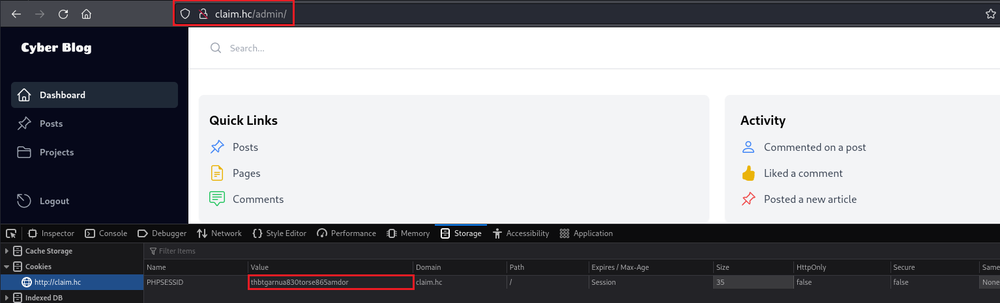 claim.hc/admin/
Cyber Blog
Search...
Dashboard
Posts
Projects
Logout
Quick Links
Posts
Pages
Comments
Activity
Commented on a post
Liked a comment
Posted a new article
Inspector Console Debugger Network Style Editor Performance Memory Storage Accessibility Application
Cache Storage
Cookies
http://claim.hc
Indexed DB
Filter Items
Name Value Domain Path Expires / Max-Age Size HttpOnly Secure Same
PHPSESSID thbtgarnua830torse865amdor claim.hc / Session 35 false false None